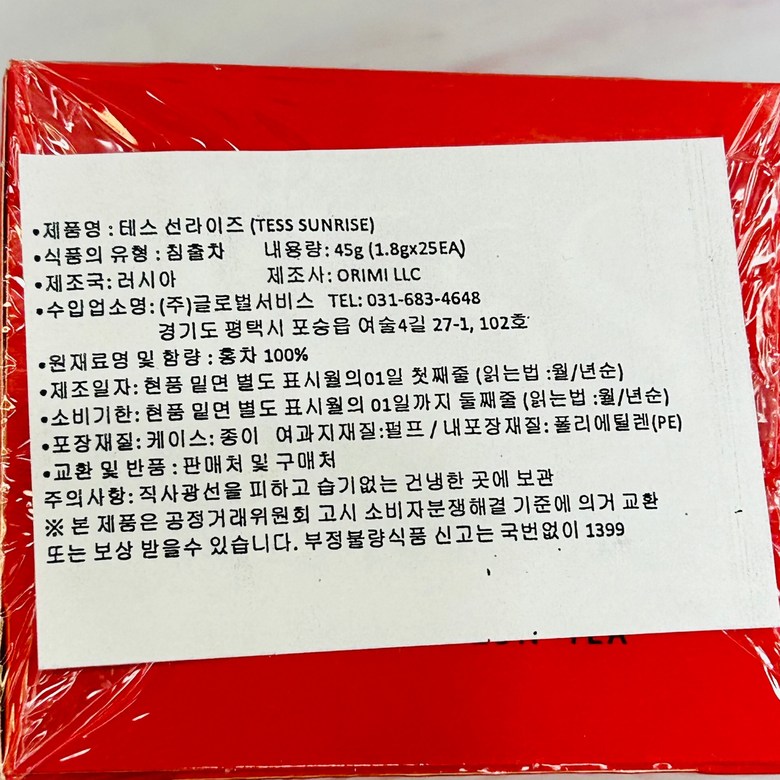 •제품명 : 테스 선라이즈 (TESS SUNRISE)
•식품의 유형 : 침출차 내용량: 45g (1.8gx25EA)
•제조국: 러시아 제조사: ORIMI LLC
•수입업소명: (주)글로벌서비스 TEL: 031-683-4648
경기도 평택시 포승읍 여술4길 27-1, 102호
•원재료명 및 함량 : 홍차 100%
•제조일자: 현품 밑면 별도 표시월의01일 첫째줄 (읽는법 :월/년순)
•소비기한: 현품 밑면 별도 표시월의 01일까지 둘째줄 (읽는법 :월/년순)
•포장재질: 케이스: 종이 여과지재질:펄프 / 내포장재질: 폴리에틸렌(PE)
•교환 및 반품 : 판매처 및 구매처
주의사항: 직사광선을 피하고 습기없는 건냉한 곳에 보관
※ 본 제품은 공정거래위원회 고시 소비자분쟁해결 기준에 의거 교환
또는 보상 받을수 있습니다. 부정불량식품 신고는 국번없이 1399
TEA